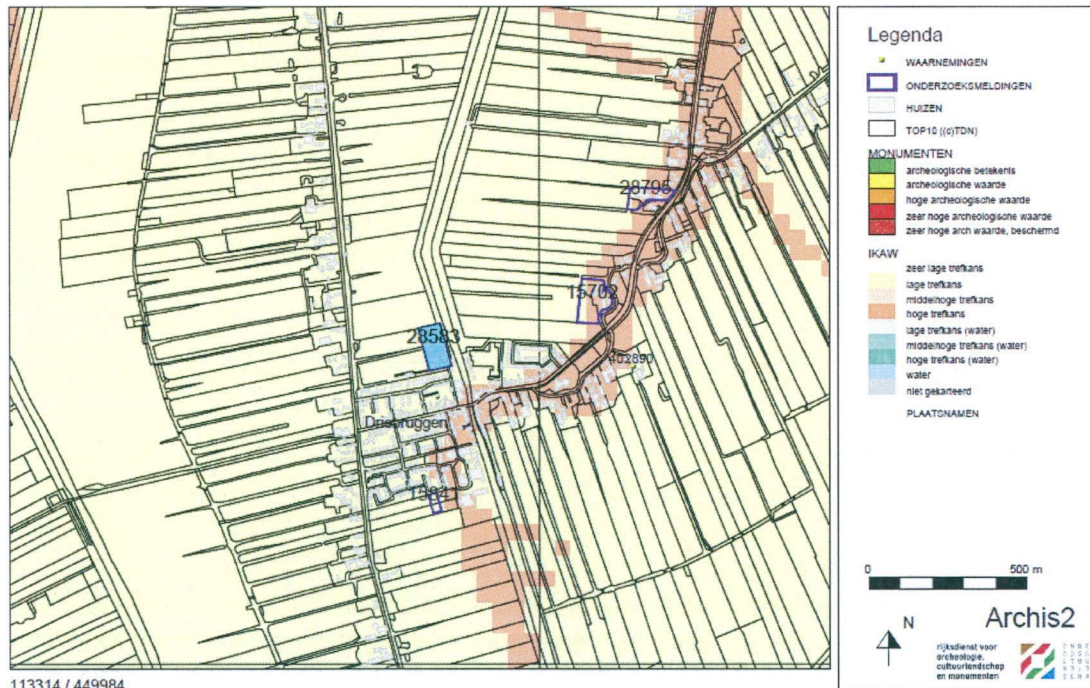 28795
15702
28583
402890
Driebruggen
1984
113314 / 449984
Legenda
WAARNEMINGEN
ONDERZOEKSMELDINGEN
HUIZEN
TOP10 ((c)TDN)
MONUMENTEN
archeologische betekenis
archeologische waarde
hoge archeologische waarde
zeer hoge archeologische waarde
zeer hoge arch waarde, beschermd
IKAW
zeer lage trefkans
lage trefkans
middelhoge trefkans
hoge trefkans
lage trefkans (water)
middelhoge trefkans (water)
hoge trefkans (water)
water
niet gekarteerd
PLAATSNAMEN
0 500 m
N
Archis2
rijksdienst voor
archeologie,
cultuurlandschap
en monumenten